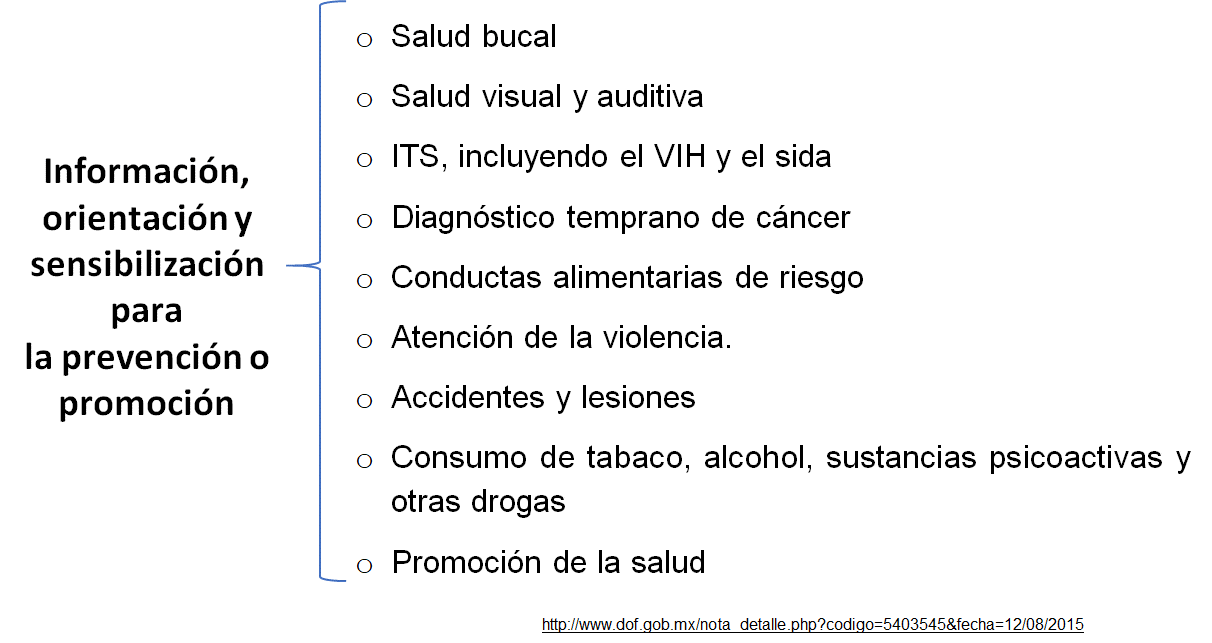 Información,
orientación y
sensibilización
para
la prevención o
promoción
o Salud bucal
o Salud visual y auditiva
o ITS, incluyendo el VIH y el sida
o Diagnóstico temprano de cáncer
o Conductas alimentarias de riesgo
o Atención de la violencia.
o Accidentes y lesiones
o Consumo de tabaco, alcohol, sustancias psicoactivas y
otras drogas
o Promoción de la salud
http://www.dof.gob.mx/nota_detalle.php?codigo=5403545&fecha=12/08/2015